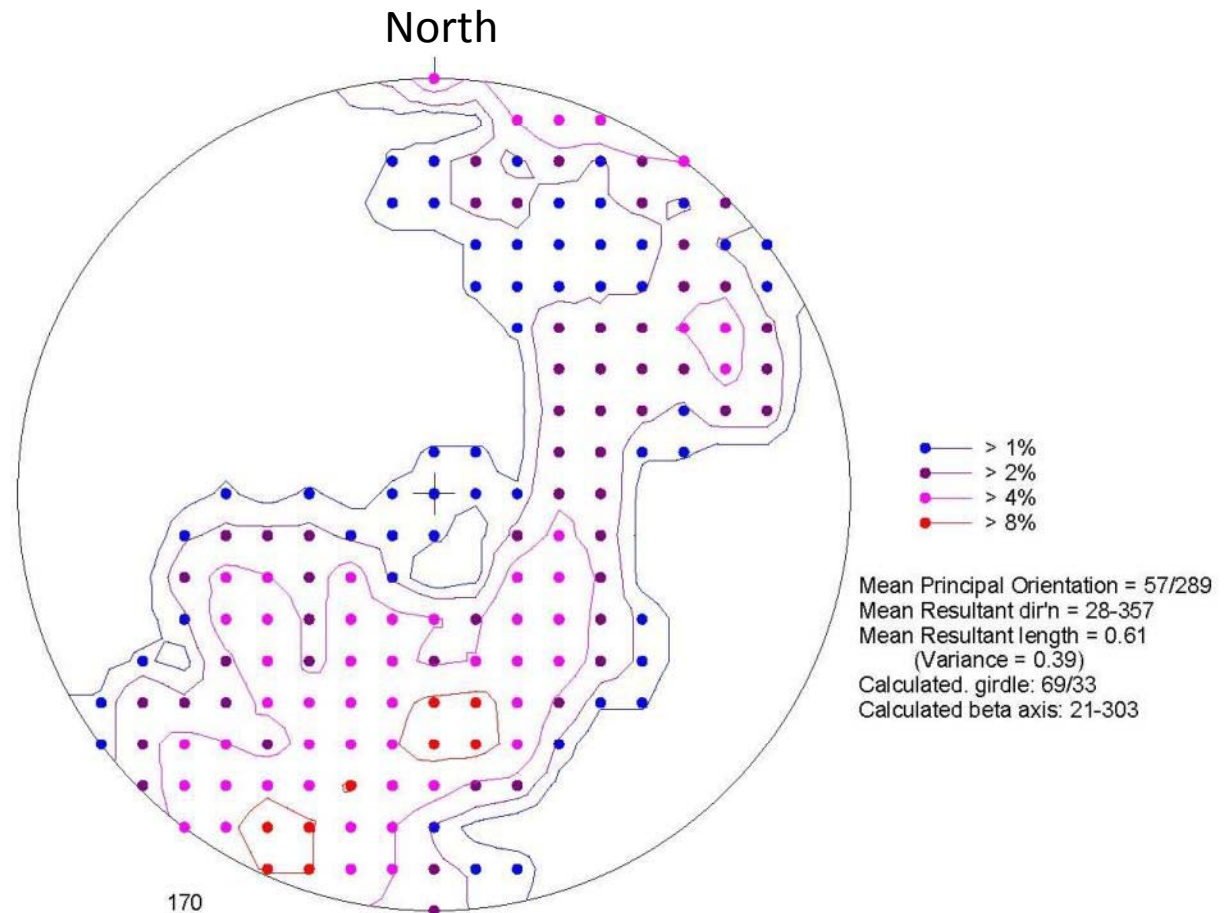 North
> 1%
> 2%
> 4%
> 8%
Mean Principal Orientation = 57/289
Mean Resultant dir'n = 28-357
Mean Resultant length = 0.61
(Variance = 0.39)
Calculated. girdle: 69/33
Calculated beta axis: 21-303
170